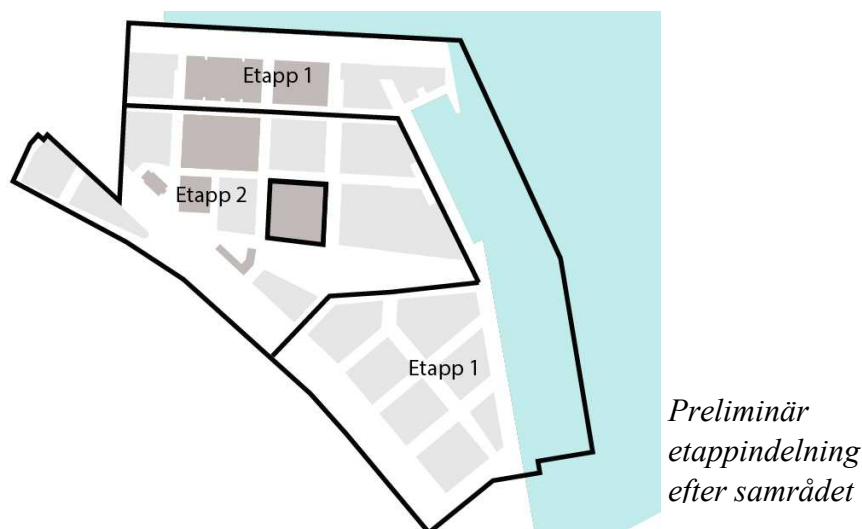 Etapp 1
Etapp 2
Etapp 1
Preliminär
etappindelning
efter samrådet